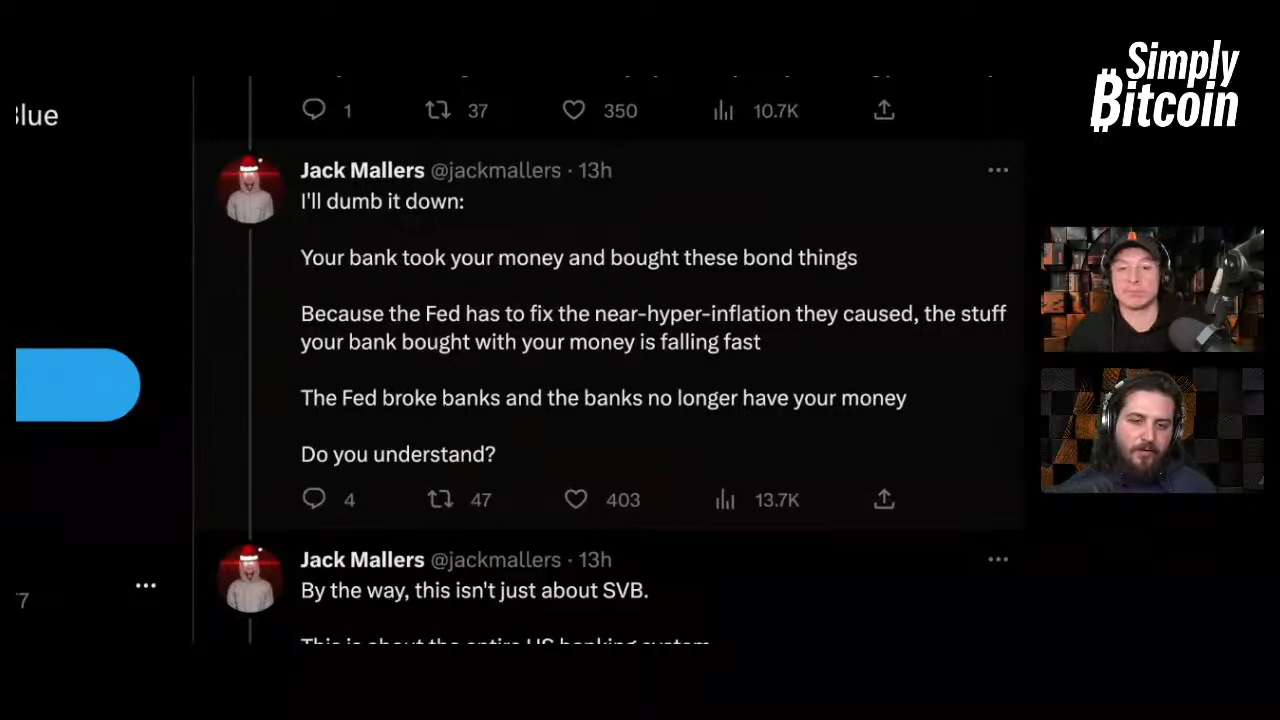 Simply
Bitcoin
1 37 350 10.7K
Jack Mallers @jackmallers · 13h
I'll dumb it down:
Your bank took your money and bought these bond things
Because the Fed has to fix the near-hyper-inflation they caused, the stuff
your bank bought with your money is falling fast
The Fed broke banks and the banks no longer have your money
Do you understand?
4 47 403 13.7K
Jack Mallers @jackmallers · 13h
By the way, this isn't just about SVB.
This is about the entire US banking system